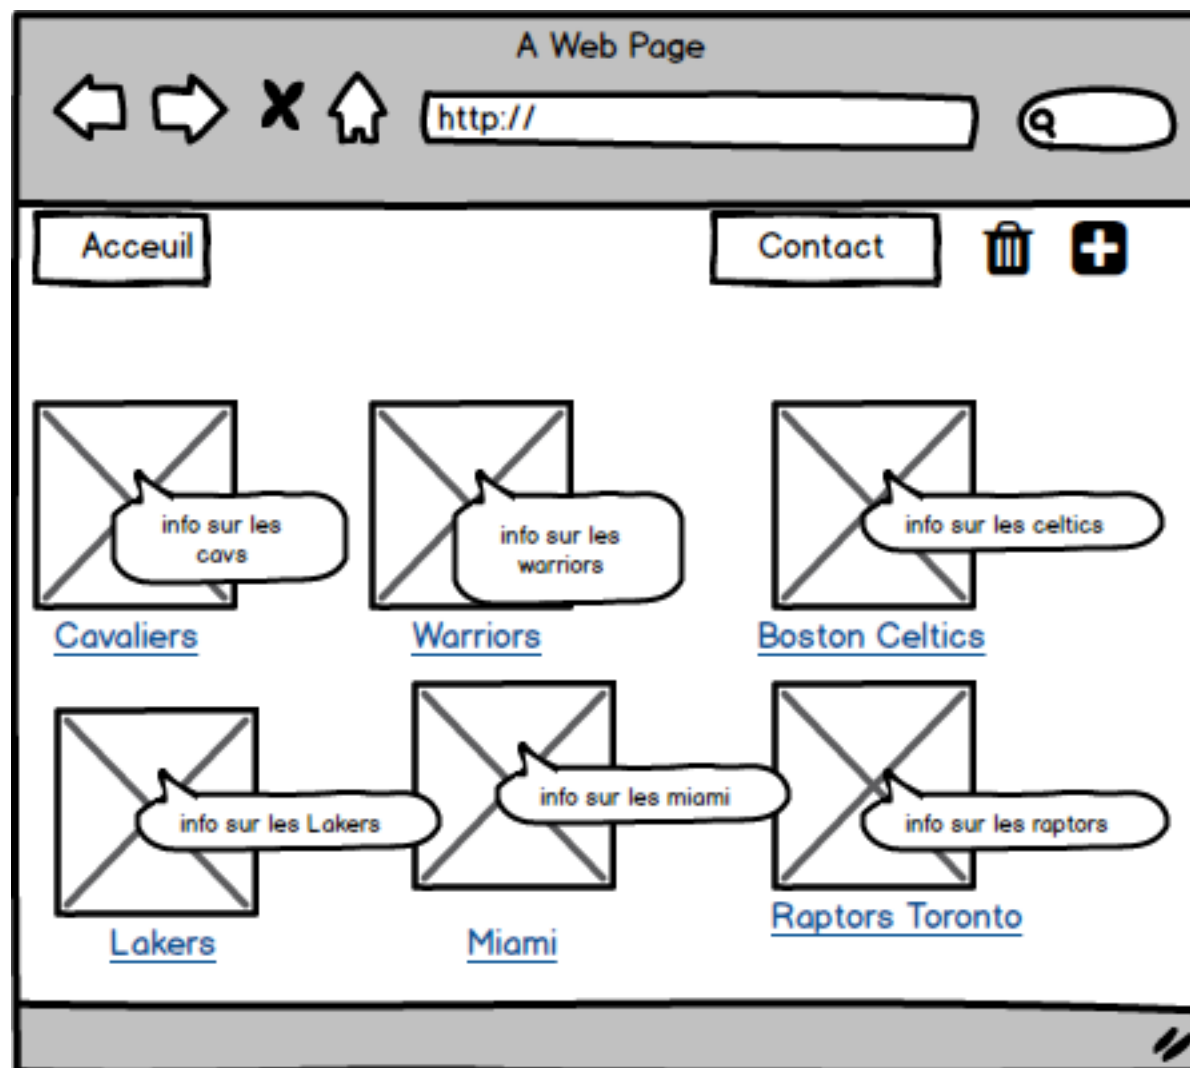 A Web Page
http://
Acceuil
Contact
info sur les
cavs
info sur les
warriors
info sur les celtics
Cavaliers
Warriors
Boston Celtics
info sur les Lakers
info sur les miami
info sur les raptors
Lakers
Miami
Raptors Toronto